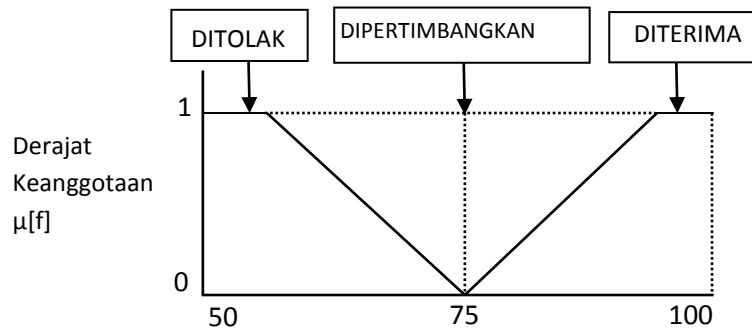 DITOLAK
DIPERTIMBANGKAN
DITERIMA
1
Derajat
Keanggotaan
μ[f]
0
50
75
100